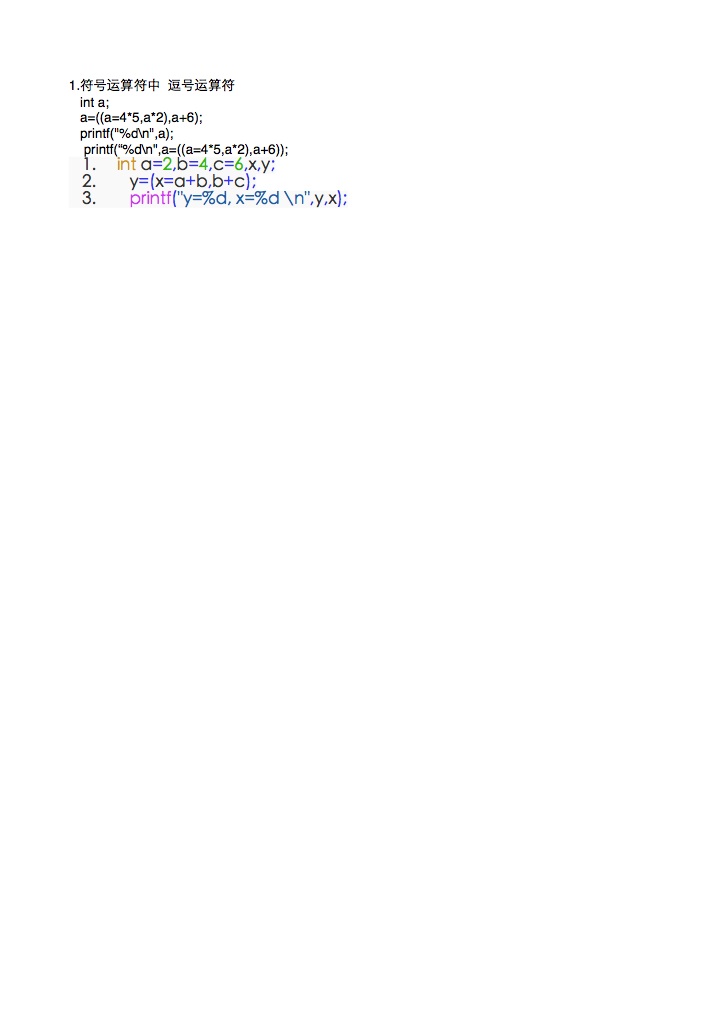 1.符号运算符中 逗号运算符
int a;
a=((a=4*5,a*2),a+6);
printf("%d\n",a);
printf(“%d\n",a=((a=4*5,a*2),a+6));
1. int a=2,b=4,c=6,x,y;
2. y=(x=a+b,b+c);
3. printf("y=%d, x=%d \n",y,x);